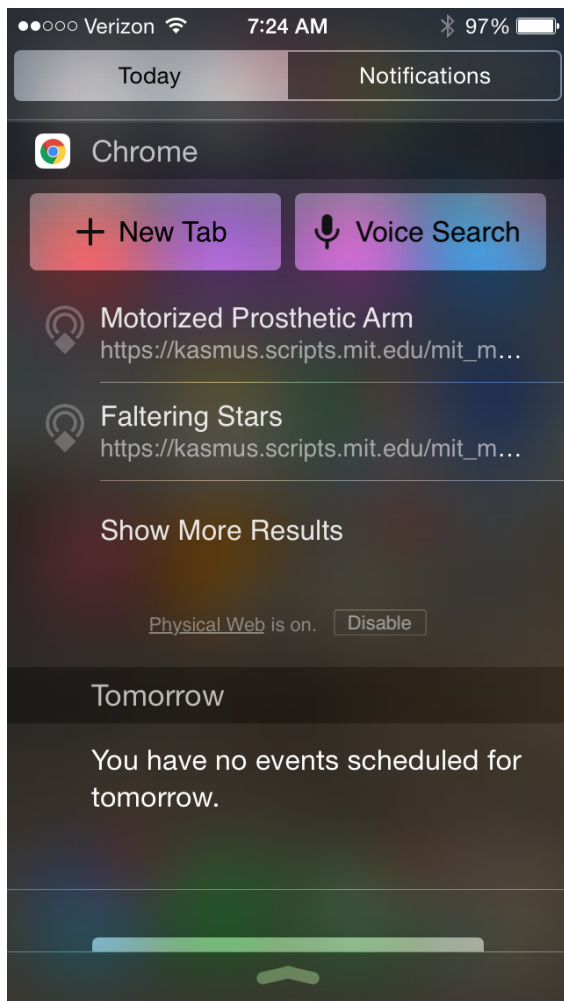 Verizon 7:24 AM 97%
Today Notifications
Chrome
+ New Tab Voice Search
Motorized Prosthetic Arm
https://kasmus.scripts.mit.edu/mit_m...
Faltering Stars
https://kasmus.scripts.mit.edu/mit_m...
Show More Results
Physical Web is on. Disable
Tomorrow
You have no events scheduled for
tomorrow.